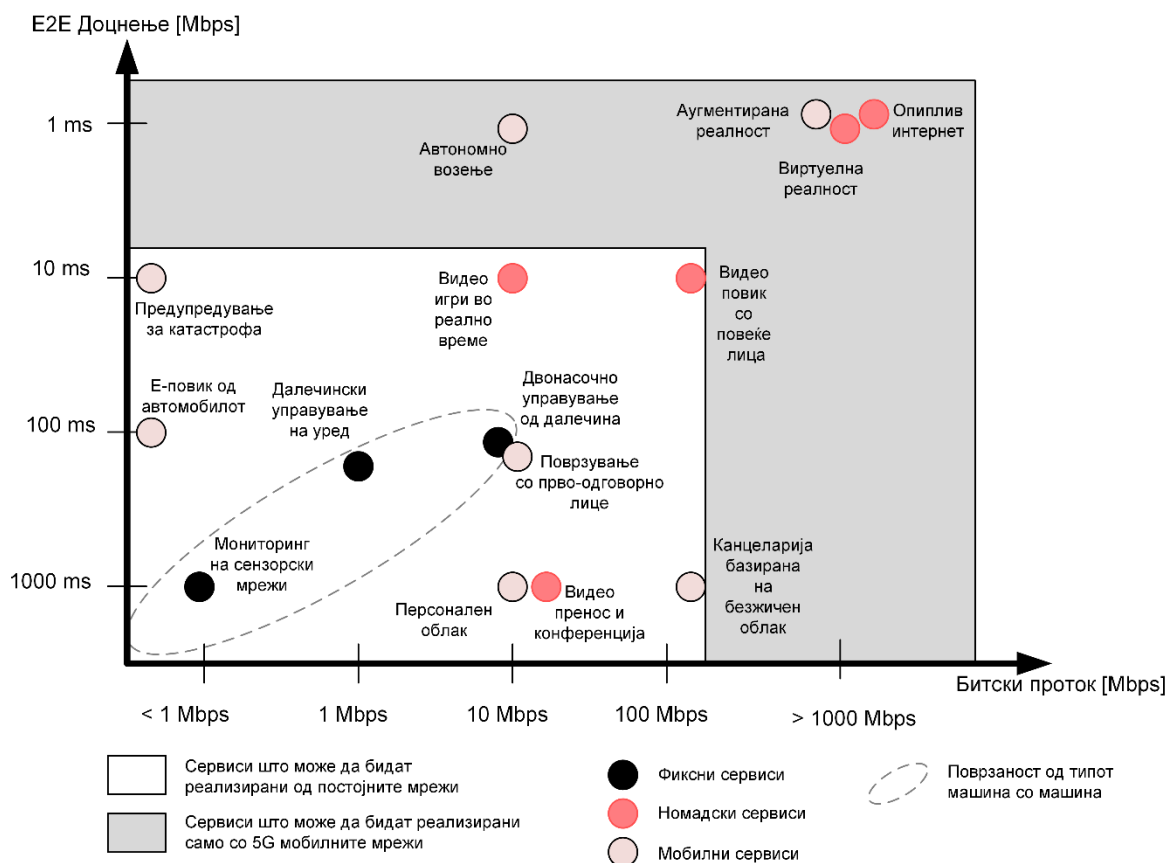 Е2Е Доцнење [Mbps]
1 ms
10 ms
100 ms
1000 ms
Автономно
возење
Аугментирана
реалност
Опиплив
интернет
Виртуелна
реалност
Предупредување
за катастрофа
Видео
игри во
реално
време
Видео
повик
со
повеќе
лица
Е-повик од
автомобилот
Далечински
управување
на уред
Двонасочно
управување
од далечина
Поврзување
со прво-одговорно
лице
Мониторинг
на сензорски
мрежи
Персонален
облак
Видео
пренос и
конференција
Канцеларија
базирана
на
безжичен
облак
Битски проток [Mbps]
< 1 Mbps
1 Mbps
10 Mbps
100 Mbps
> 1000 Mbps
Сервиси што може да бидат
реализирани од постојните мрежи
Сервиси што може да бидат реализирани
само со 5G мобилните мрежи
Фиксни сервиси
Номадски сервиси
Мобилни сервиси
Поврзаност од типот
машина со машина